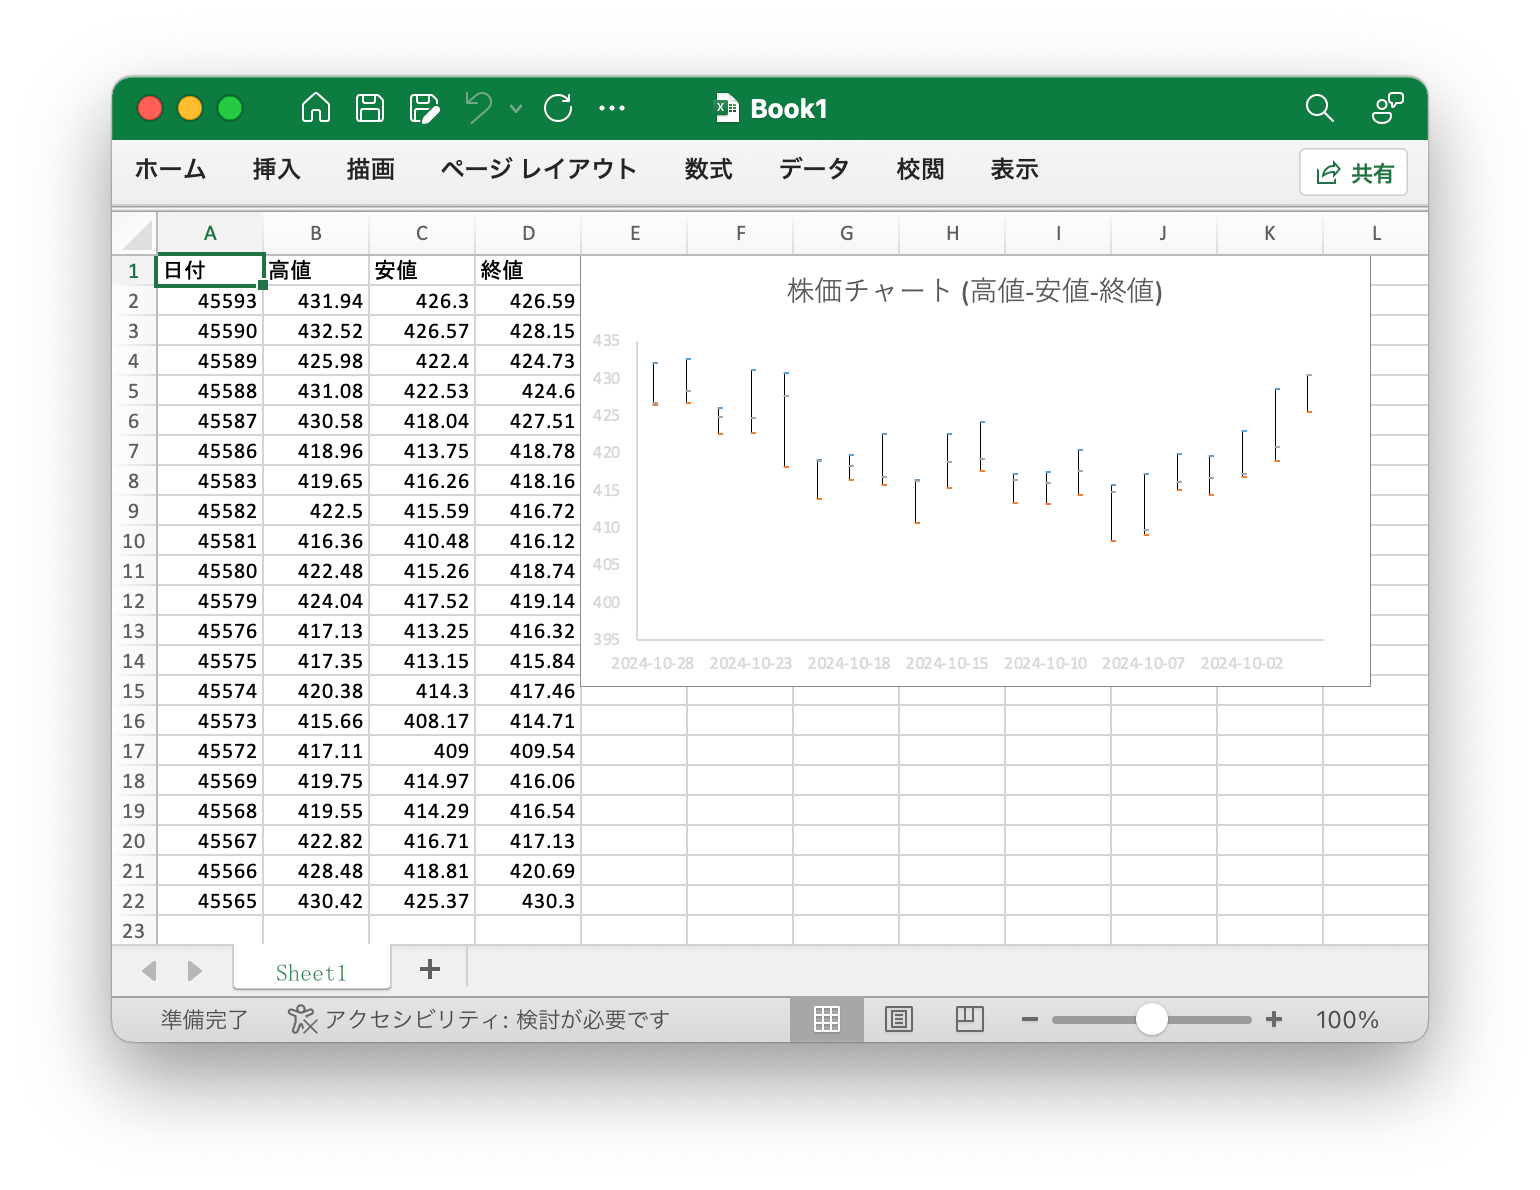 Book1
ホーム 挿入 描画 ページ レイアウト 数式 データ 校閲 表示 共有
A B C D E F G H I J K L
1 日付 高値 安値 終値
2 45593 431.94 426.3 426.59
3 45590 432.52 426.57 428.15
4 45589 425.98 422.4 424.73
5 45588 431.08 422.53 424.6
6 45587 430.58 418.04 427.51
7 45586 418.96 413.75 418.78
8 45583 419.65 416.26 418.16
9 45582 422.5 415.59 416.72
10 45581 416.36 410.48 416.12
11 45580 422.48 415.26 418.74
12 45579 424.04 417.52 419.14
13 45576 417.13 413.25 416.32
14 45575 417.35 413.15 415.84
15 45574 420.38 414.3 417.46
16 45573 415.66 408.17 414.71
17 45572 417.11 409 409.54
18 45569 419.75 414.97 416.06
19 45568 419.55 414.29 416.54
20 45567 422.82 416.71 417.13
21 45566 428.48 418.81 420.69
22 45565 430.42 425.37 430.3
23
株価チャート (高値-安値-終値)
435
430
425
420
415
410
405
400
395
2024-10-28 2024-10-23 2024-10-18 2024-10-15 2024-10-10 2024-10-07 2024-10-02
Sheet1
準備完了 アクセシビリティ: 検討が必要です 100%